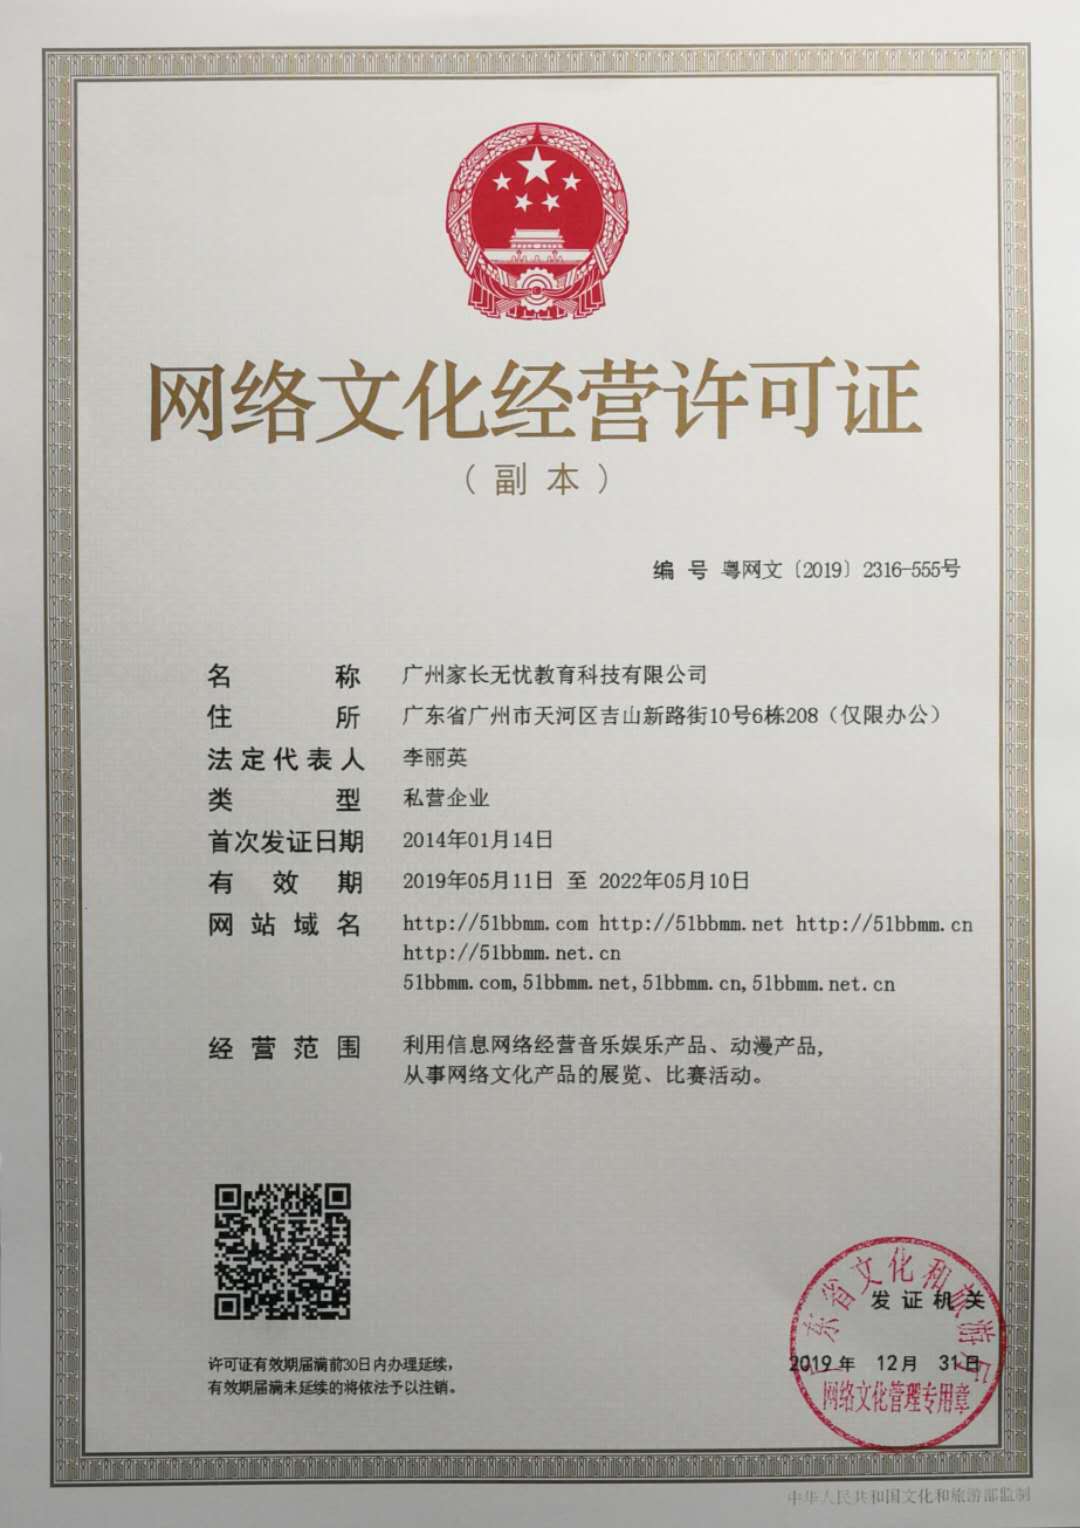 网络文化经营许可证
（副本）
编 号 粤网文〔2019〕2316-555号
名称 广州家长无忧教育科技有限公司
住所 广东省广州市天河区吉山新路街10号6栋208（仅限办公）
法定代表人 李丽英
类型 私营企业
首次发证日期 2014年01月14日
有效期 2019年05月11日 至 2022年05月10日
网站域名 http://51bbmm.com http://51bbmm.net http://51bbmm.cn
http://51bbmm.net.cn
51bbmm.com,51bbmm.net,51bbmm.cn,51bbmm.net.cn
经营范围 利用信息网络经营音乐娱乐产品、动漫产品,
从事网络文化产品的展览、比赛活动。
广东省文化和旅游厅
发证机关
2019年 12月 31日
网络文化管理专用章
许可证有效期届满前30日内办理延续，
有效期届满未延续的将依法予以注销。
中华人民共和国文化和旅游部监制